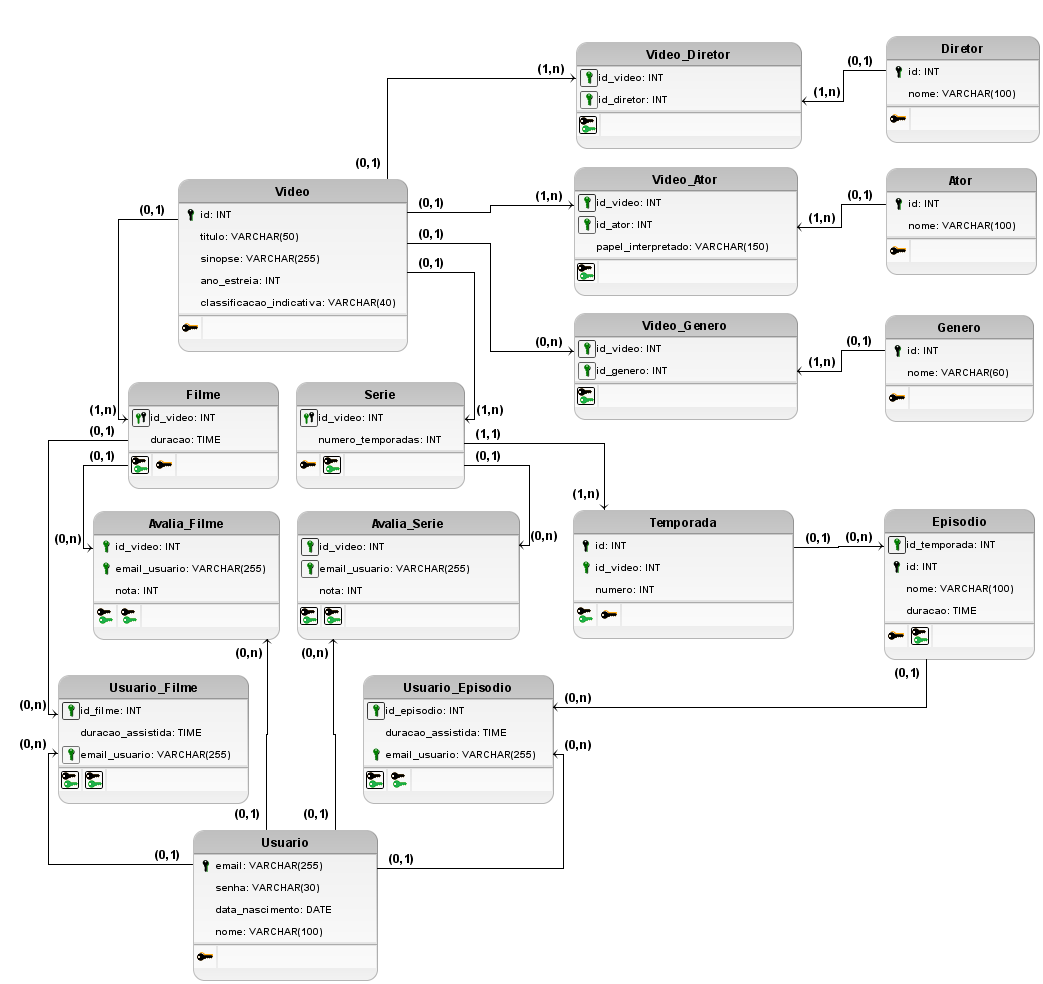 Video_Diretor
id_video: INT
id_diretor: INT
Diretor
id: INT
nome: VARCHAR(100)
(1,n)
(0,1)
(1,n)
(0,1)
Video
id: INT
titulo: VARCHAR(50)
sinopse: VARCHAR(255)
ano_estreia: INT
classificacao_indicativa: VARCHAR(40)
(0,1)
(0,1)
(0,1)
(0,1)
Video_Ator
id_video: INT
id_ator: INT
papel_interpretado: VARCHAR(150)
(1,n)
(0,1)
(1,n)
Ator
id: INT
nome: VARCHAR(100)
Video_Genero
id_video: INT
id_genero: INT
(0,n)
(0,1)
(1,n)
Genero
id: INT
nome: VARCHAR(60)
Filme
id_video: INT
duracao: TIME
(1,n)
(0,1)
(0,1)
Serie
id_video: INT
numero_temporadas: INT
(1,n)
(1,1)
(0,1)
(1,n)
Avalia_Filme
id_video: INT
email_usuario: VARCHAR(255)
nota: INT
(0,n)
(0,n)
Avalia_Serie
id_video: INT
email_usuario: VARCHAR(255)
nota: INT
(0,n)
(0,n)
Temporada
id: INT
id_video: INT
numero: INT
(0,1)
(0,n)
Episodio
id_temporada: INT
id: INT
nome: VARCHAR(100)
duracao: TIME
(0,1)
Usuario_Filme
id_filme: INT
duracao_assistida: TIME
email_usuario: VARCHAR(255)
(0,n)
(0,n)
Usuario_Episodio
id_episodio: INT
duracao_assistida: TIME
email_usuario: VARCHAR(255)
(0,n)
(0,n)
(0,1)
(0,1)
(0,1)
(0,1)
Usuario
email: VARCHAR(255)
senha: VARCHAR(30)
data_nascimento: DATE
nome: VARCHAR(100)